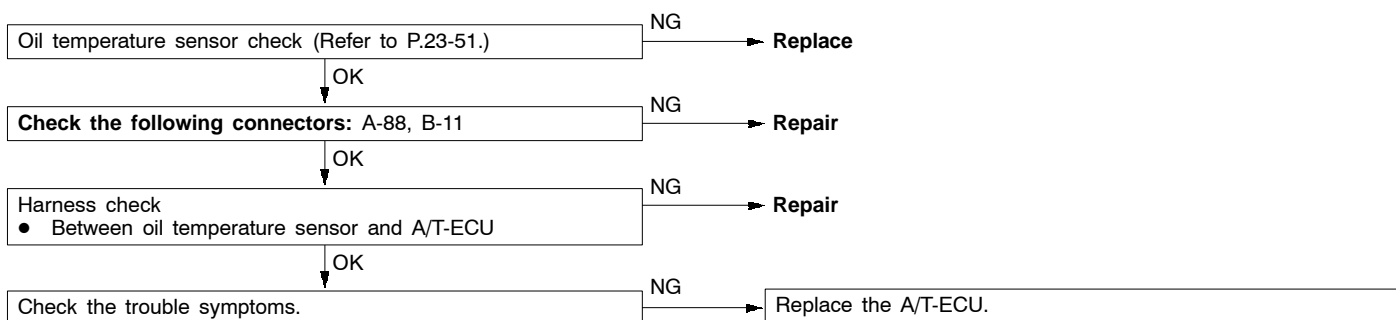 Oil temperature sensor check (Refer to P.23-51.)
NG
Replace
OK
Check the following connectors: A-88, B-11
NG
Repair
OK
Harness check
● Between oil temperature sensor and A/T-ECU
NG
Repair
OK
Check the trouble symptoms.
NG
Replace the A/T-ECU.